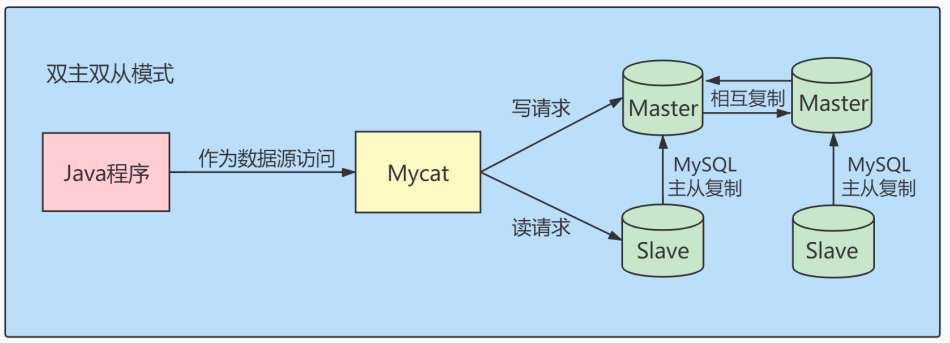 双主双从模式
Java程序
作为数据源访问
Mycat
写请求
读请求
Master
相互复制
Master
MySQL
主从复制
MySQL
主从复制
Slave
Slave